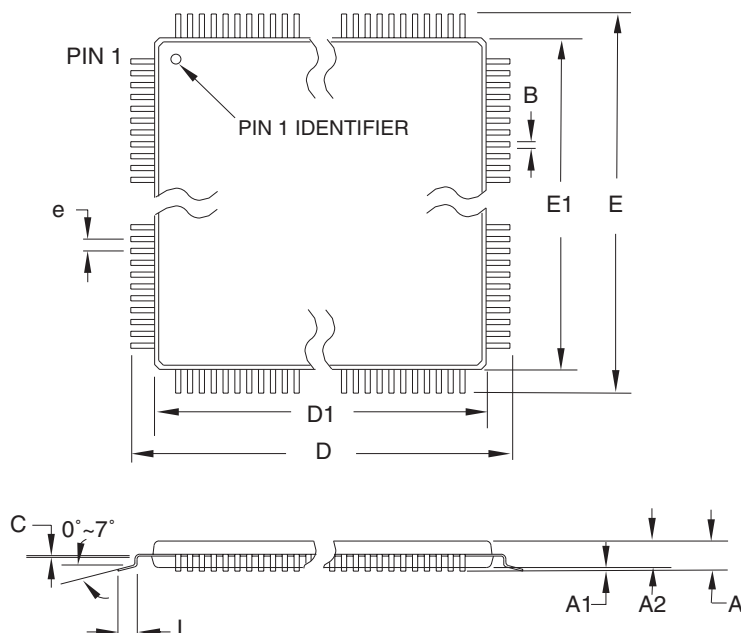 PIN 1
B
PIN 1 IDENTIFIER
e
E1
E
D1
D
C
0°~7°
A1
A2
A
L